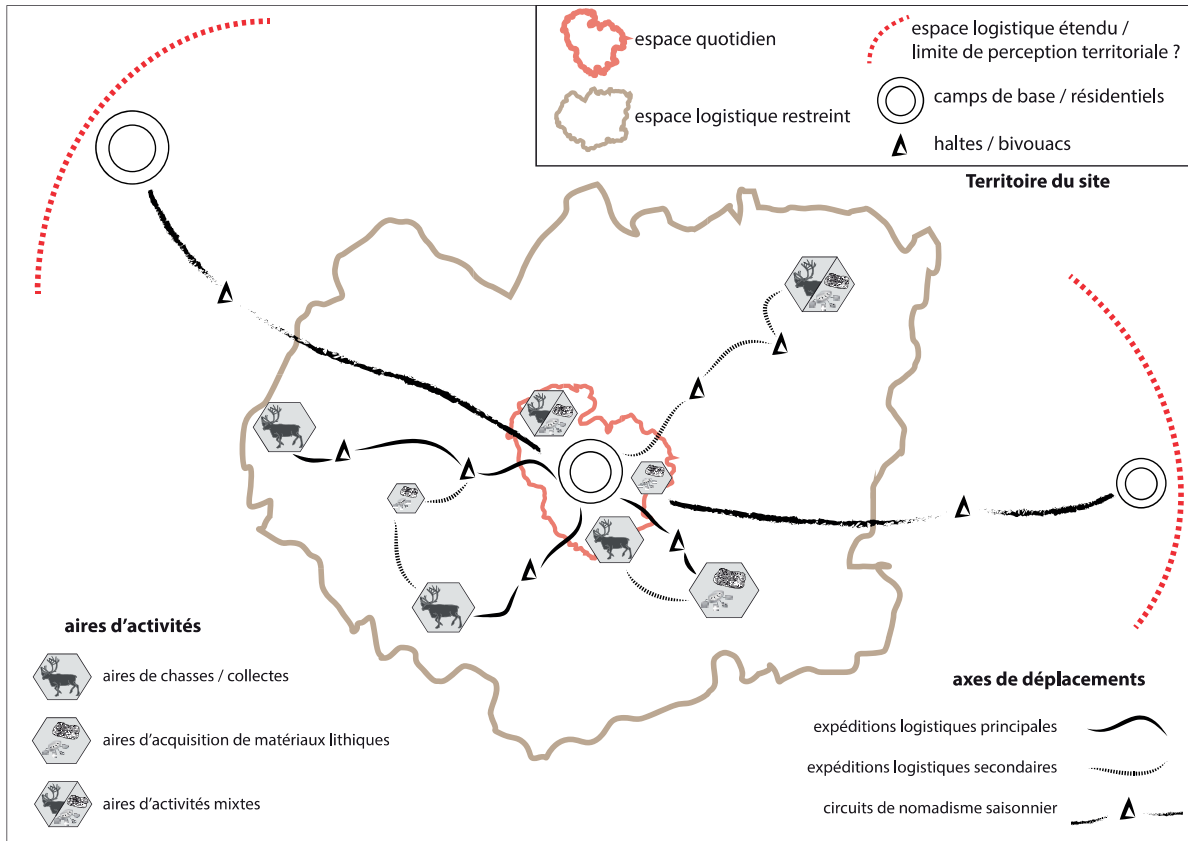 espace quotidien
espace logistique restreint
espace logistique étendu /
limite de perception territoriale ?
camps de base / résidentiels
haltes / bivouacs
Territoire du site
aires d'activités
aires de chasses / collectes
aires d'acquisition de matériaux lithiques
aires d'activités mixtes
axes de déplacements
expéditions logistiques principales
expéditions logistiques secondaires
circuits de nomadisme saisonnier